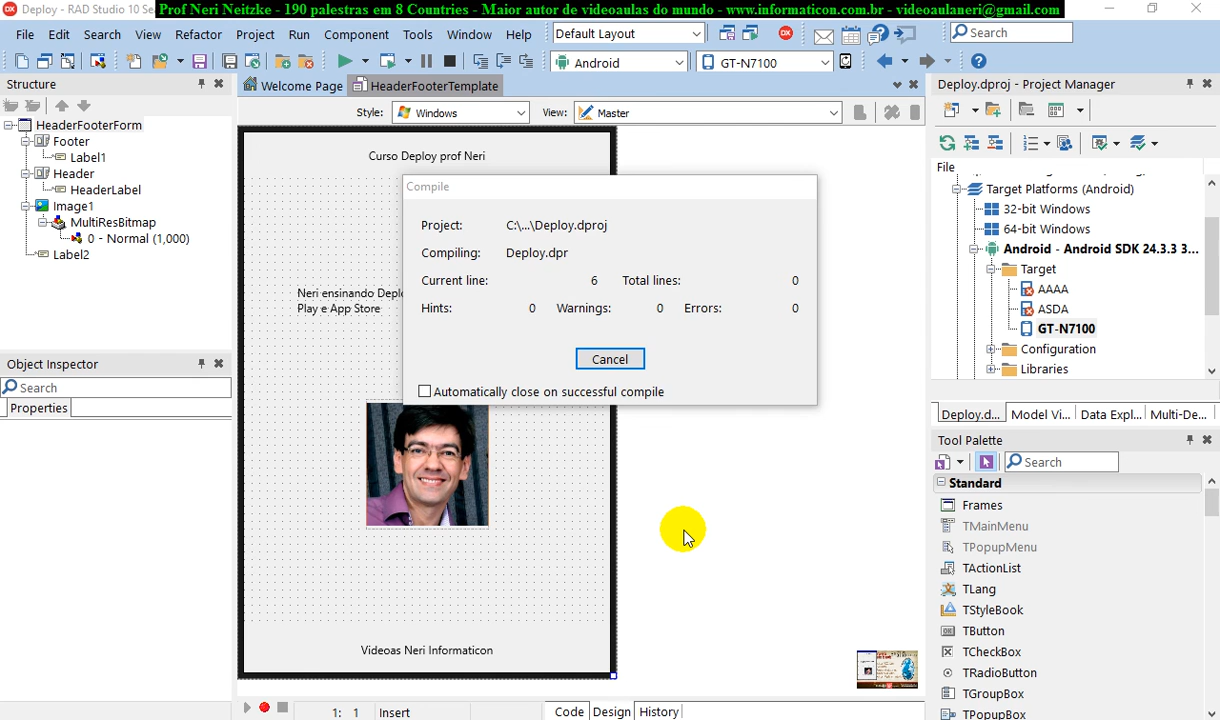 Deploy - RAD Studio 10 Se
Prof Neri Neitzke - 190 palestras em 8 Countries - Maior autor de videoaulas do mundo - www.informaticon.com.br - videoaulaneri@gmail.com
File Edit Search View Refactor Project Run Component Tools Window Help
Default Layout
Search
Android
GT-N7100
Structure
Welcome Page
HeaderFooterTemplate
Deploy.dproj - Project Manager
Style: Windows
View: Master
HeaderFooterForm
Footer
Label1
Header
HeaderLabel
Image1
MultiResBitmap
0 - Normal (1,000)
Label2
Object Inspector
Search
Properties
Curso Deploy prof Neri
Neri ensinando Deplo
Play e App Store
Videoas Neri Informaticon
Compile
Project: C:\...\Deploy.dproj
Compiling: Deploy.dpr
Current line: 6 Total lines: 0
Hints: 0 Warnings: 0 Errors: 0
Cancel
Automatically close on successful compile
1: 1 Insert
Code Design History
File
Target Platforms (Android)
32-bit Windows
64-bit Windows
Android - Android SDK 24.3.3 3...
Target
AAAA
ASDA
GT-N7100
Configuration
Libraries
Deploy.d... Model Vi... Data Expl... Multi-De...
Tool Palette
Search
Standard
Frames
TMainMenu
TPopupMenu
TActionList
TLang
TStyleBook
TButton
TCheckBox
TRadioButton
TGroupBox
TPopupBox